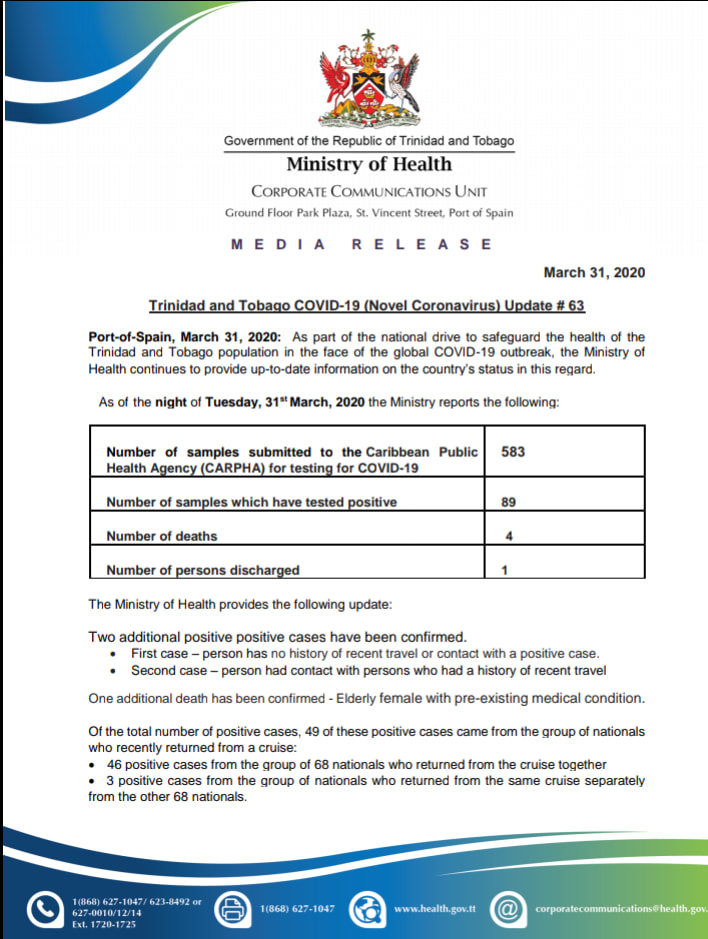 Government of the Republic of Trinidad and Tobago
Ministry of Health
CORPORATE COMMUNICATIONS UNIT
Ground Floor Park Plaza, St. Vincent Street, Port of Spain
MEDIA RELEASE
March 31, 2020
Trinidad and Tobago COVID-19 (Novel Coronavirus) Update # 63
Port-of-Spain, March 31, 2020: As part of the national drive to safeguard the health of the
Trinidad and Tobago population in the face of the global COVID-19 outbreak, the Ministry of
Health continues to provide up-to-date information on the country's status in this regard.
As of the night of Tuesday, 31st March, 2020 the Ministry reports the following:
Number of samples submitted to the Caribbean Public 583
Health Agency (CARPHA) for testing for COVID-19
Number of samples which have tested positive 89
Number of deaths 4
Number of persons discharged 1
The Ministry of Health provides the following update:
Two additional positive positive cases have been confirmed.
• First case – person has no history of recent travel or contact with a positive case.
• Second case – person had contact with persons who had a history of recent travel
One additional death has been confirmed - Elderly female with pre-existing medical condition.
Of the total number of positive cases, 49 of these positive cases came from the group of nationals
who recently returned from a cruise:
• 46 positive cases from the group of 68 nationals who returned from the cruise together
• 3 positive cases from the group of nationals who returned from the same cruise separately
from the other 68 nationals.
1(868) 627-1047/ 623-8492 or
627-0010/12/14
Ext. 1720-1725
1(868) 627-1047
www.health.gov.tt
corporatecommunications@health.gov.